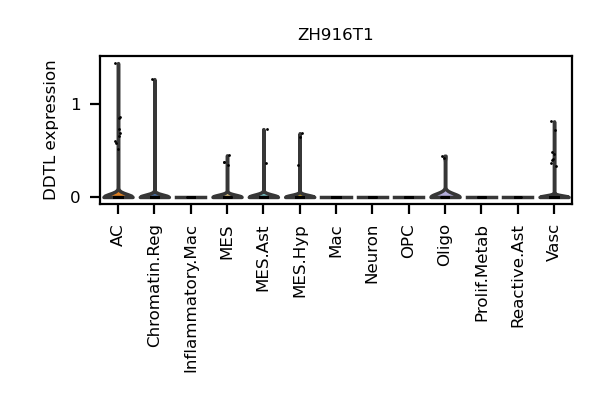 ZH916T1
DDTL expression
1
0
AC
Chromatin.Reg
Inflammatory.Mac
MES
MES.Ast
MES.Hyp
Mac
Neuron
OPC
Oligo
Prolif.Metab
Reactive.Ast
Vasc